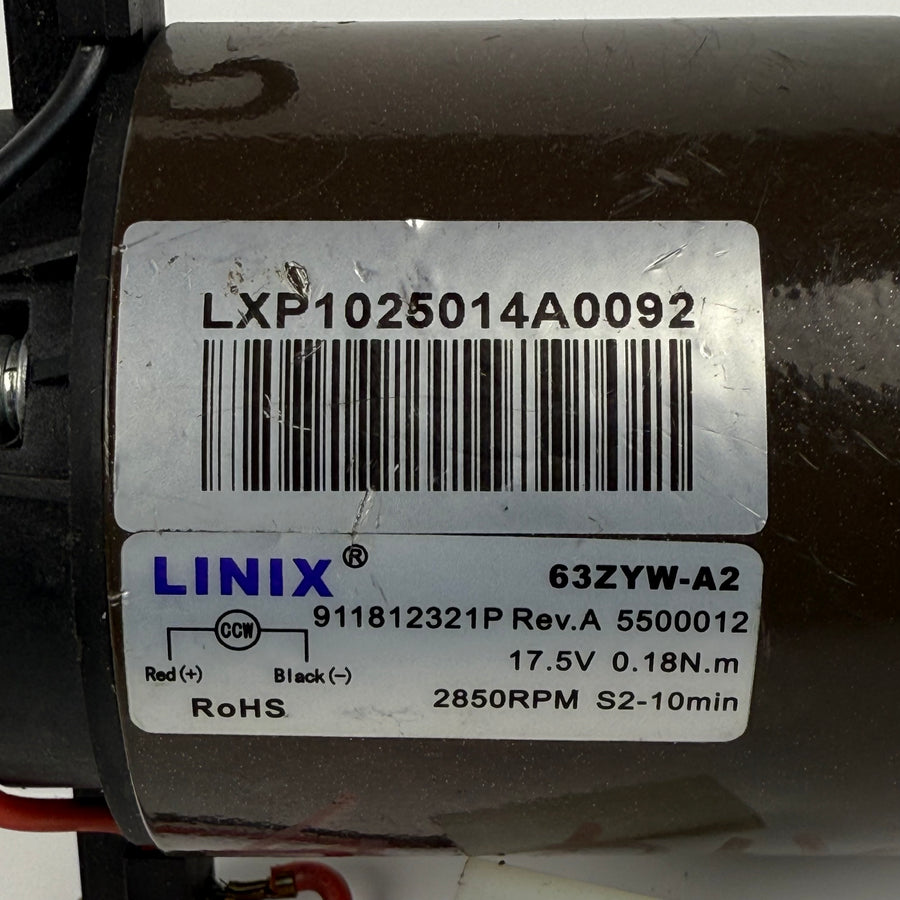 LXP1025014A0092
LINIX®
63ZYW-A2
911812321P Rev.A 5500012
CCW
Red(+)
Black(-)
17.5V 0.18N.m
RoHS
2850RPM S2-10min